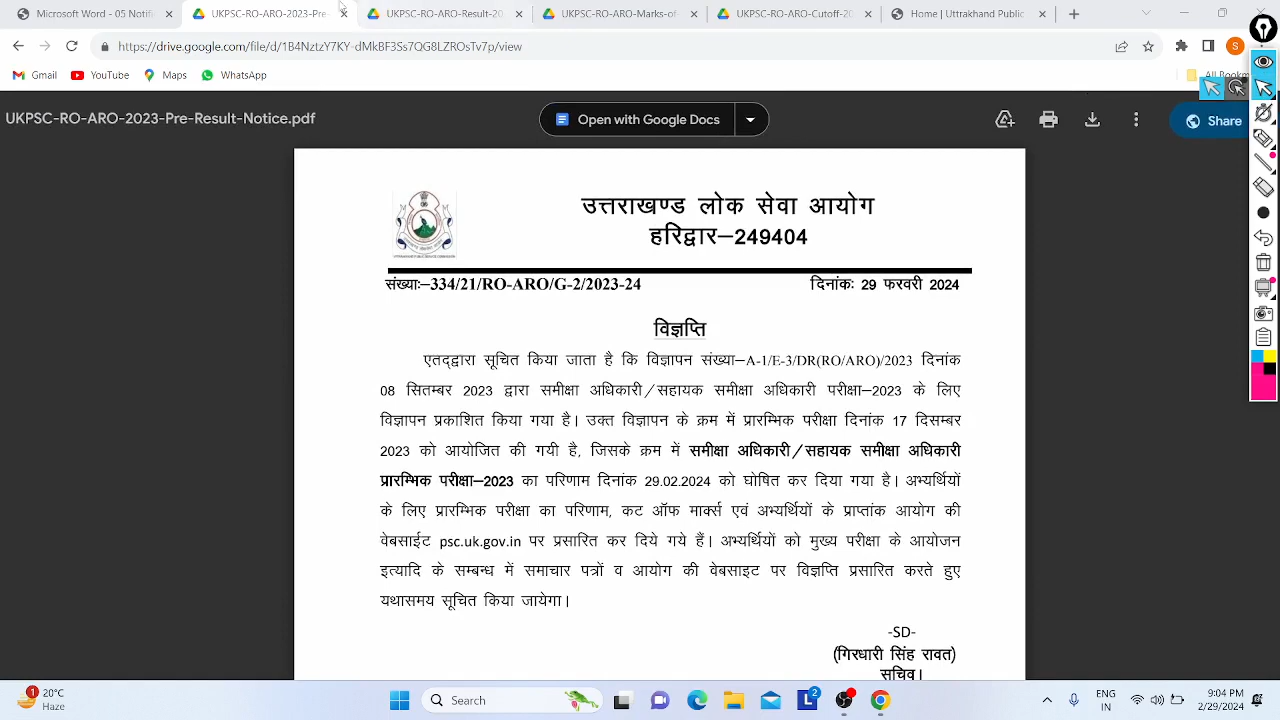 Microsoft Word - 05 Notifi
UKPSC-RO-ARO-2023-Pre-
UKPSC-RO-ARO-Result-20
UKPSC-RO-ARO-Marks-of
UKPSC-RO-ARO-Cutoff-20
Home | Uttrakhand Public
https://drive.google.com/file/d/1B4NztzY7KY-dMkBF3Ss7QG8LZROsTv7p/view
S
Gmail
YouTube
Maps
WhatsApp
All Bookm
UKPSC-RO-ARO-2023-Pre-Result-Notice.pdf
Open with Google Docs
Share
उत्तराखण्ड लोक सेवा आयोग
हरिद्वार–249404
संख्याः–334/21/RO-ARO/G-2/2023-24
दिनांकः 29 फरवरी 2024
विज्ञप्ति
एतद्द्वारा सूचित किया जाता है कि विज्ञापन संख्या–A-1/E-3/DR(RO/ARO)/2023 दिनांक
08 सितम्बर 2023 द्वारा समीक्षा अधिकारी/सहायक समीक्षा अधिकारी परीक्षा–2023 के लिए
विज्ञापन प्रकाशित किया गया है। उक्त विज्ञापन के क्रम में प्रारम्भिक परीक्षा दिनांक 17 दिसम्बर
2023 को आयोजित की गयी है, जिसके क्रम में समीक्षा अधिकारी/सहायक समीक्षा अधिकारी
प्रारम्भिक परीक्षा–2023 का परिणाम दिनांक 29.02.2024 को घोषित कर दिया गया है। अभ्यर्थियों
के लिए प्रारम्भिक परीक्षा का परिणाम, कट ऑफ मार्क्स एवं अभ्यर्थियों के प्राप्तांक आयोग की
वेबसाईट psc.uk.gov.in पर प्रसारित कर दिये गये हैं। अभ्यर्थियों को मुख्य परीक्षा के आयोजन
इत्यादि के सम्बन्ध में समाचार पत्रों व आयोग की वेबसाइट पर विज्ञप्ति प्रसारित करते हुए
यथासमय सूचित किया जायेगा।
-SD-
(गिरधारी सिंह रावत)
सचिव।
1
20°C
Haze
Search
2
ENG
IN
9:04 PM
2/29/2024